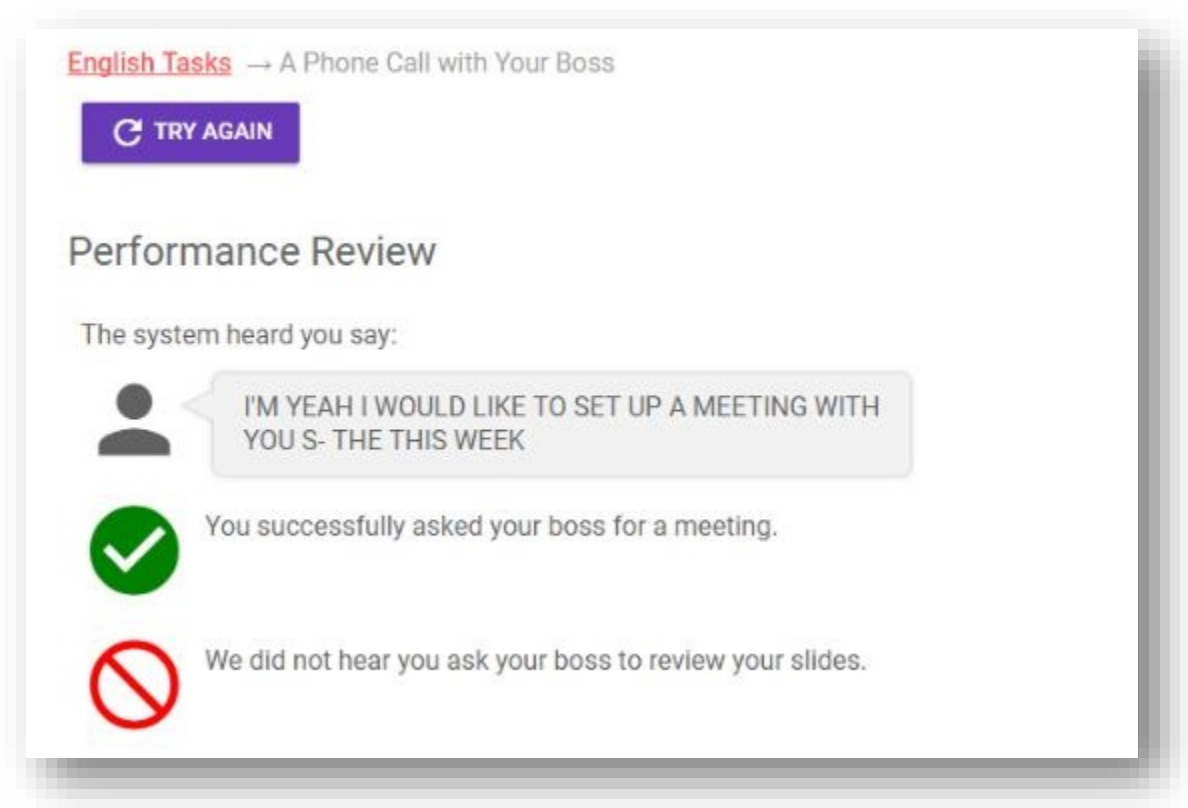 English Tasks → A Phone Call with Your Boss
TRY AGAIN
Performance Review
The system heard you say:
I'M YEAH I WOULD LIKE TO SET UP A MEETING WITH
YOU S- THE THIS WEEK
You successfully asked your boss for a meeting.
We did not hear you ask your boss to review your slides.